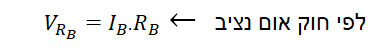 לפי חוק אום נציב ← V_{R_B} = I_B.R_B